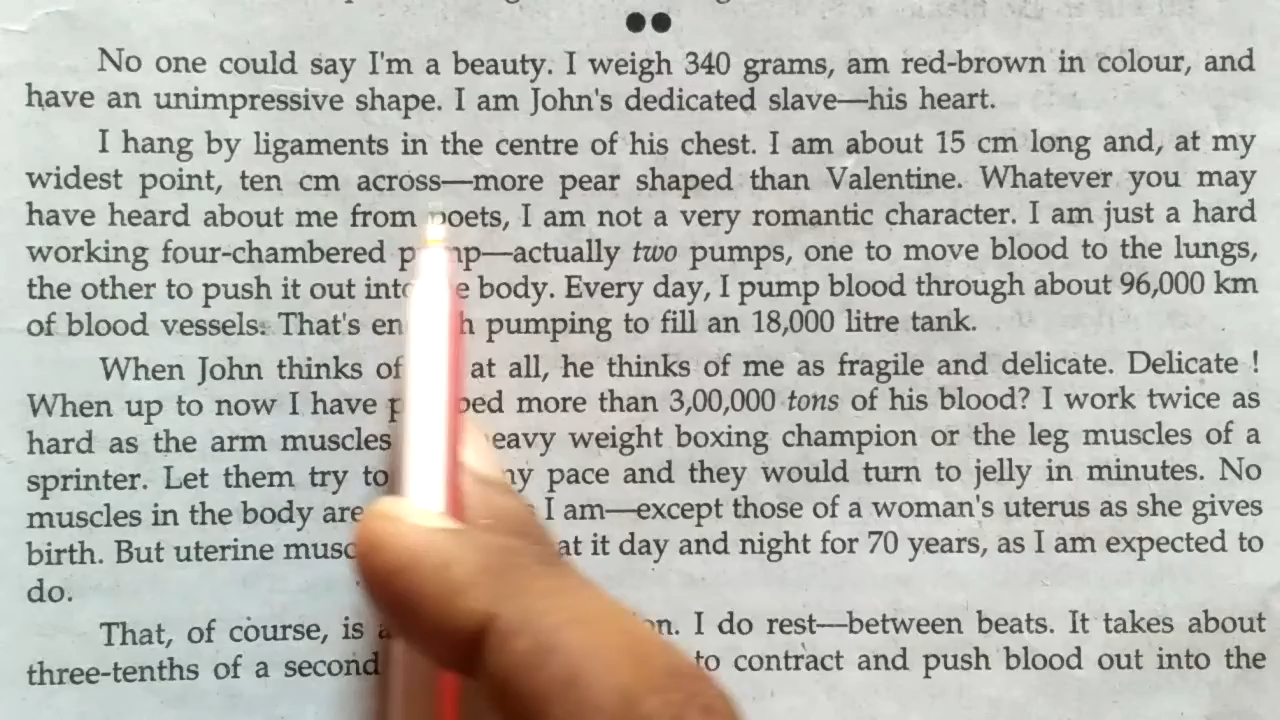 No one could say I'm a beauty. I weigh 340 grams, am red-brown in colour, and
have an unimpressive shape. I am John's dedicated slave—his heart.
I hang by ligaments in the centre of his chest. I am about 15 cm long and, at my
widest point, ten cm across—more pear shaped than Valentine. Whatever you may
have heard about me from poets, I am not a very romantic character. I am just a hard
working four-chambered pump—actually two pumps, one to move blood to the lungs,
the other to push it out into body. Every day, I pump blood through about 96,000 km
of blood vessels. That's pumping to fill an 18,000 litre tank.
When John thinks of at all, he thinks of me as fragile and delicate. Delicate !
When up to now I have more than 3,00,000 tons of his blood? I work twice as
hard as the arm muscles weight boxing champion or the leg muscles of a
sprinter. Let them try to pace and they would turn to jelly in minutes. No
muscles in the body are I am—except those of a woman's uterus as she gives
birth. But uterine at it day and night for 70 years, as I am expected to
do.
That, of course, is I do rest—between beats. It takes about
three-tenths of a second to contract and push blood out into the